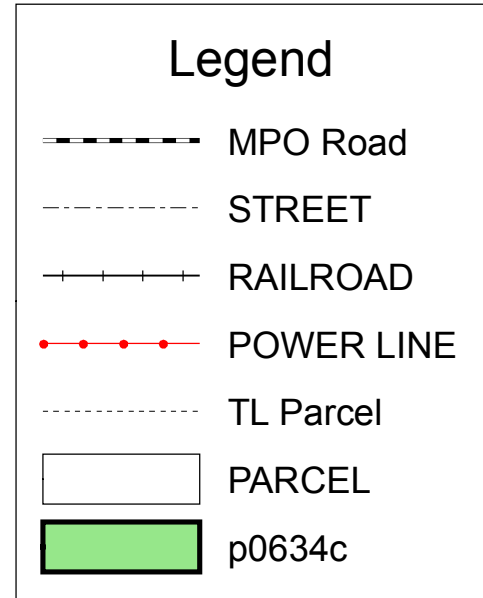 Legend
MPO Road
STREET
RAILROAD
POWER LINE
TL Parcel
PARCEL
p0634c